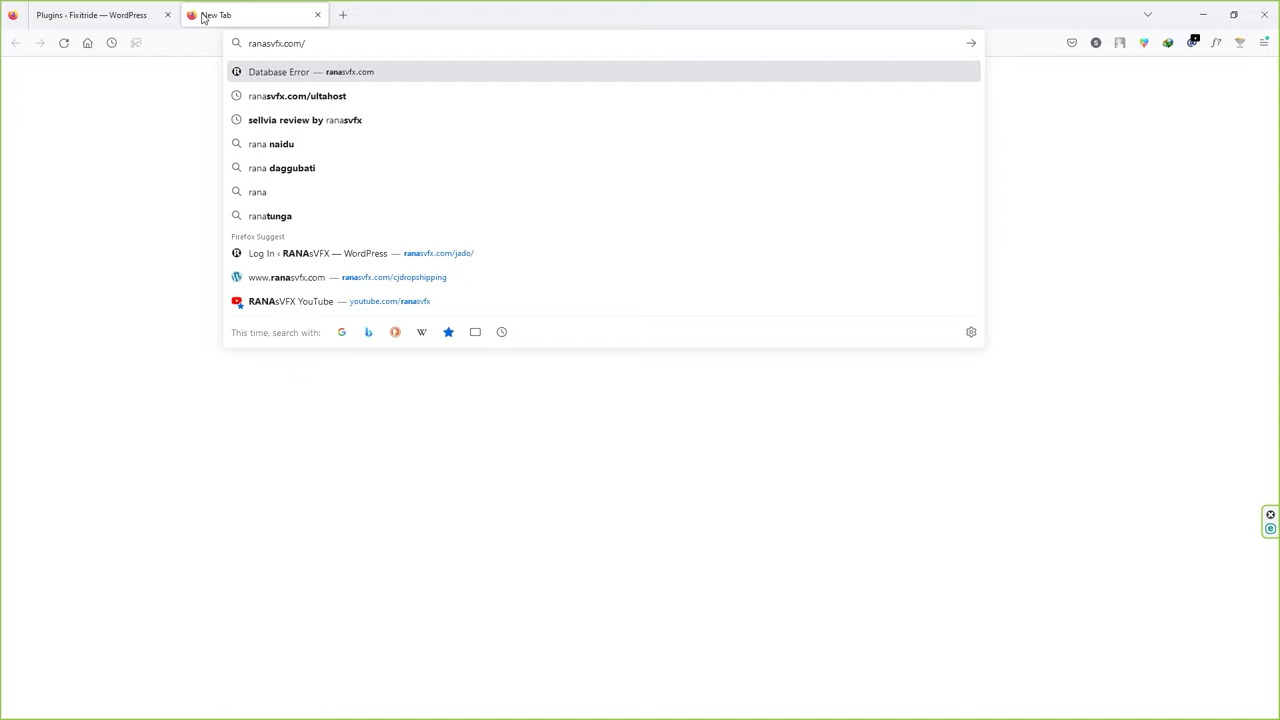 Plugins ‹ Fixitride — WordPress
New Tab
ranasvfx.com/
Database Error — ranasvfx.com
ranasvfx.com/ultahost
sellvia review by ranasvfx
rana naidu
rana daggubati
rana
ranatunga
Firefox Suggest
Log In ‹ RANAsVFX — WordPress — ranasvfx.com/jado/
www.ranasvfx.com — ranasvfx.com/cjdropshipping
RANAsVFX YouTube — youtube.com/ranasvfx
This time, search with: